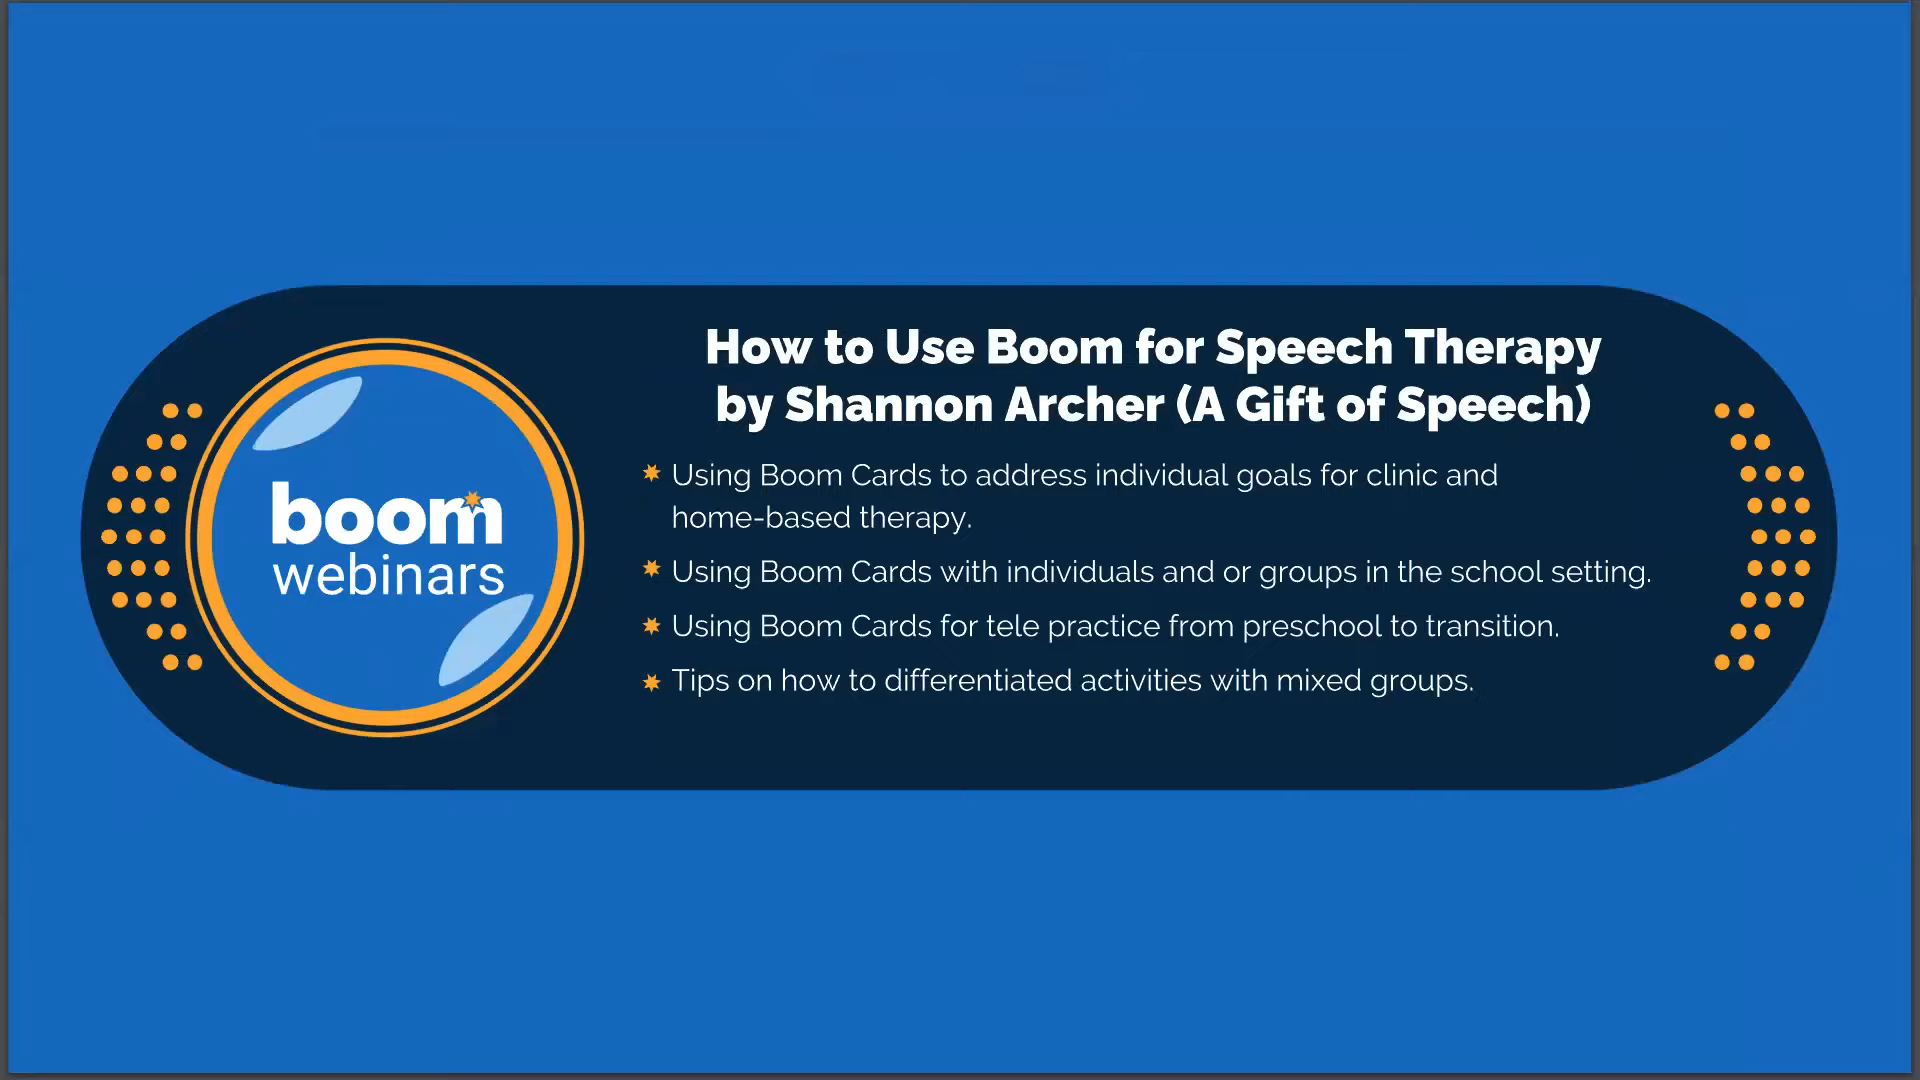 How to Use Boom for Speech Therapy
by Shannon Archer (A Gift of Speech)
boom
webinars
Using Boom Cards to address individual goals for clinic and
home-based therapy.
Using Boom Cards with individuals and or groups in the school setting.
Using Boom Cards for tele practice from preschool to transition.
Tips on how to differentiated activities with mixed groups.